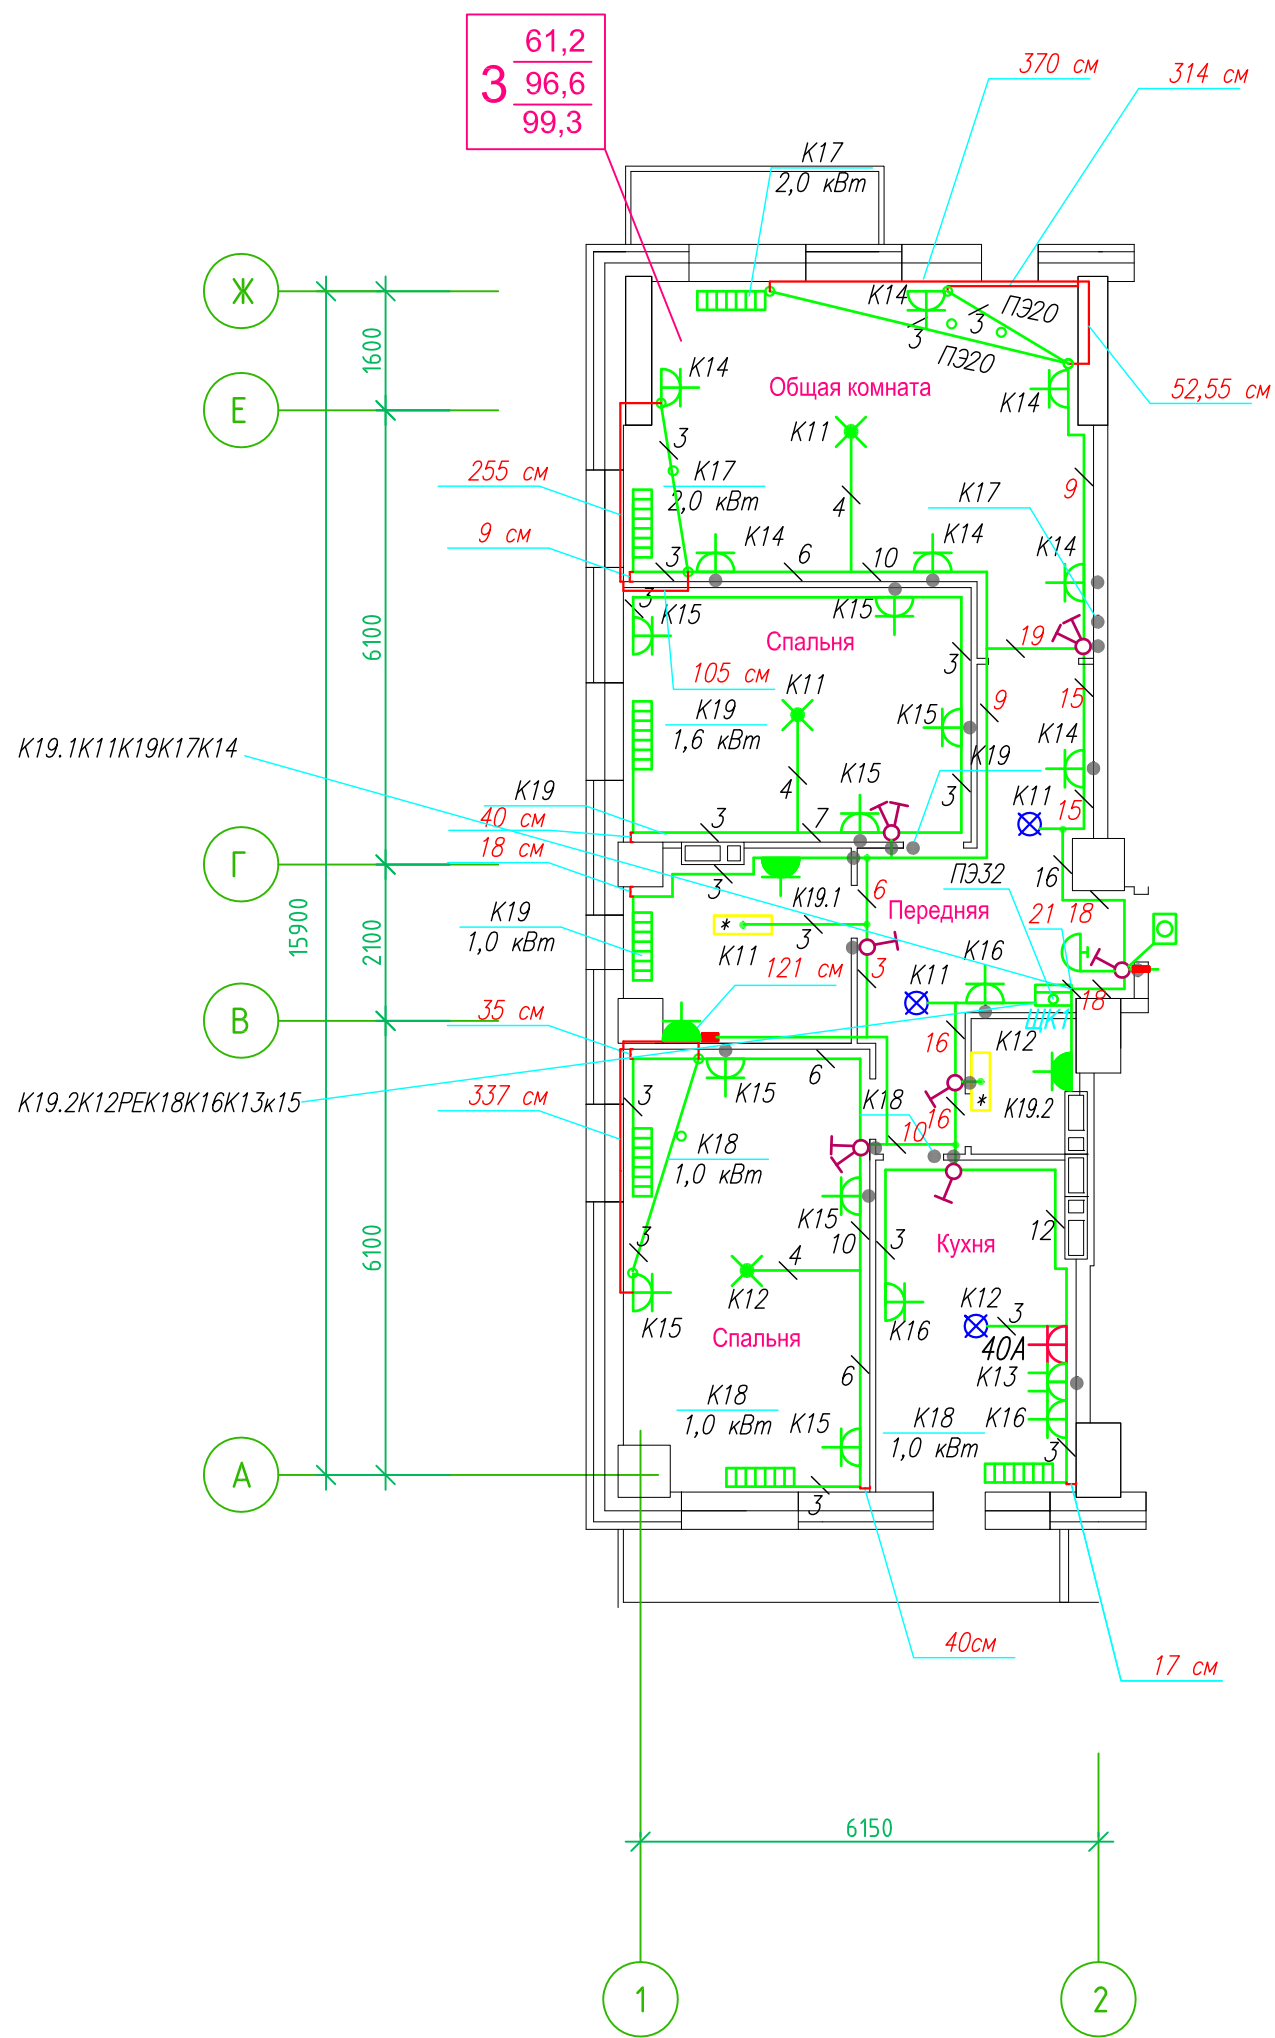 61,2
3 96,6
99,3
370 см
314 см
К17
2,0 кВт
Ж
К14
3
3
ПЭ20
ПЭ20
1600
К14
Общая комната
К14
52,55 см
Е
К11
3
255 см
К17
2,0 кВт
4
9
К17
9 см
3
К14
6
10
К14
К14
3
К15
К15
6100
Спальня
3
19
105 см
К11
9
15
К19
1,6 кВт
К15
К14
К19.1К11К19К17К14
К19
4
К15
К19
3
40 см
3
7
К11
15
18 см
Г
3
16
ПЭ32
15900
К19
1,0 кВт
К19.1
6
Передняя
21
18
*
К11
3
2100
121 см
3
К11
К16
18
35 см
В
ЩК1
16
К12
6
К19.2К12РЕК18К16К13к15
337 см
3
К15
К18
16
*
К19.2
К18
1,0 кВт
10
К15
10
3
12
6100
3
4
Кухня
К12
К15
К16
К12
3
Спальня
40А
6
К13
К18
1,0 кВт
К15
К18
1,0 кВт
К16
3
А
3
40см
17 см
6150
1
2